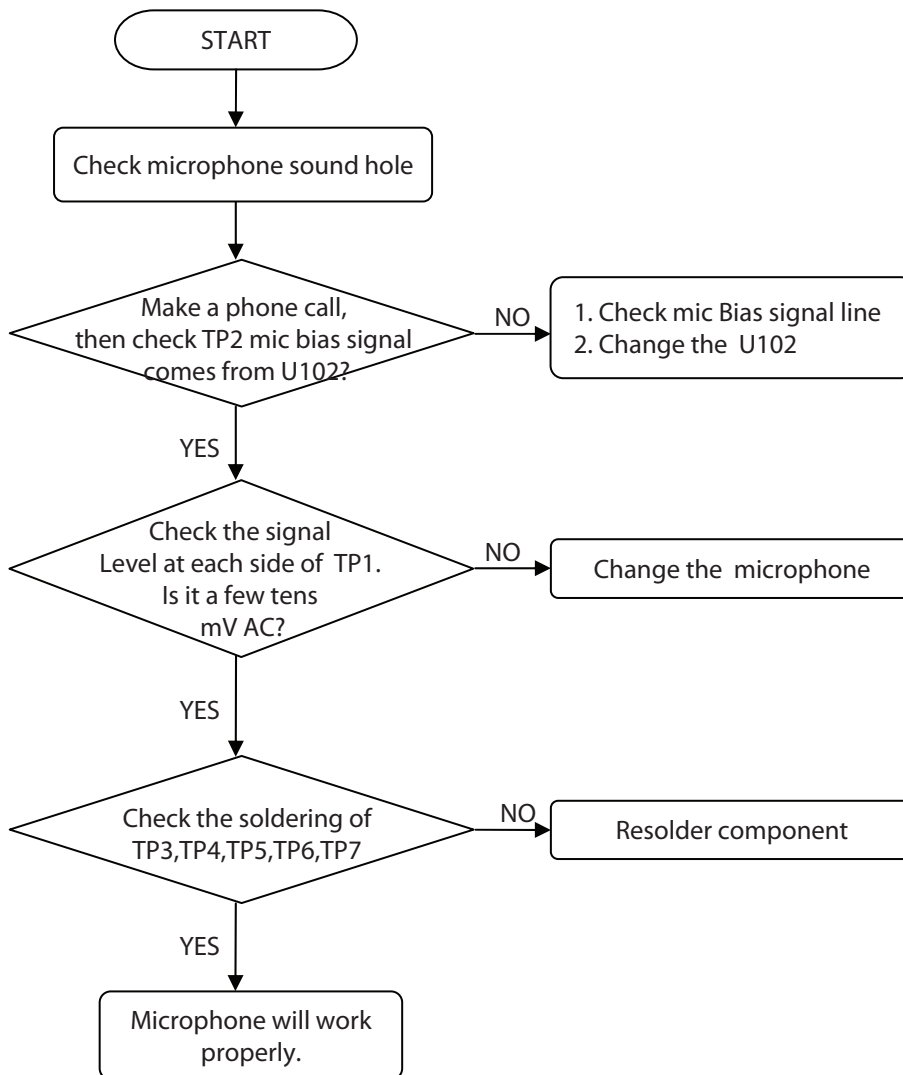 START
Check microphone sound hole
Make a phone call,
then check TP2 mic bias signal
comes from U102?
NO
1. Check mic Bias signal line
2. Change the U102
YES
Check the signal
Level at each side of TP1.
Is it a few tens
mV AC?
NO
Change the microphone
YES
Check the soldering of
TP3,TP4,TP5,TP6,TP7
NO
Resolder component
YES
Microphone will work
properly.